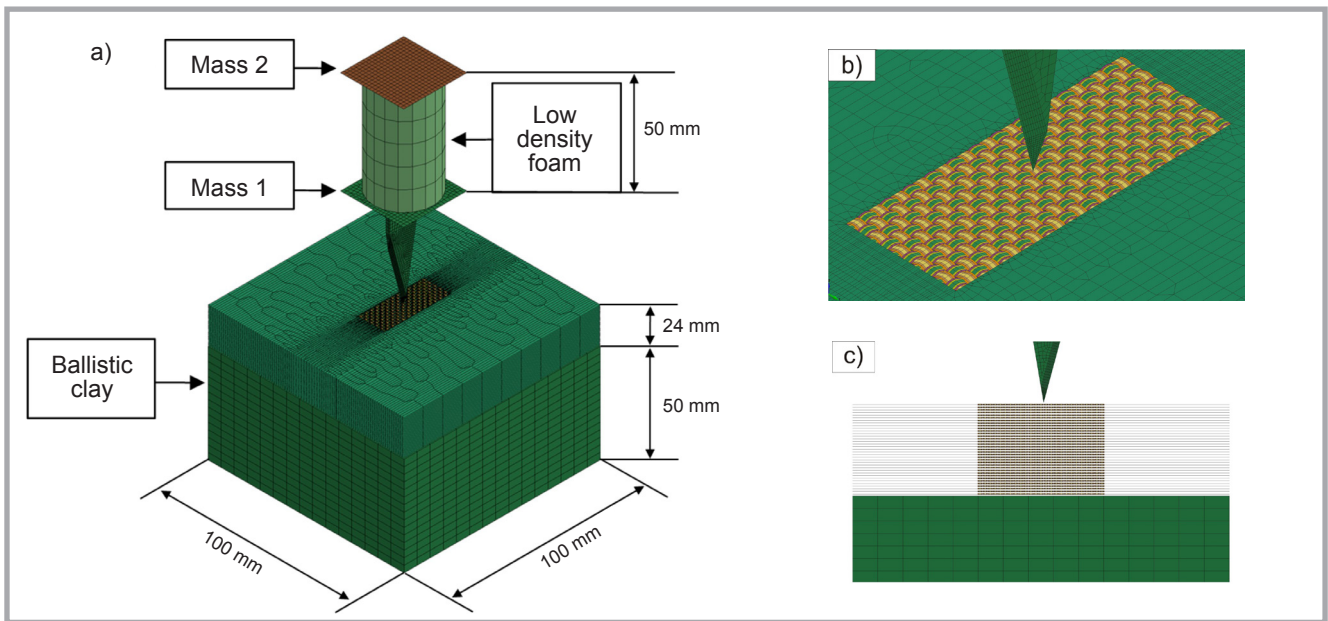 a)
Mass 2
Low
density
foam
50 mm
Mass 1
24 mm
Ballistic
clay
50 mm
100 mm
100 mm
b)
c)